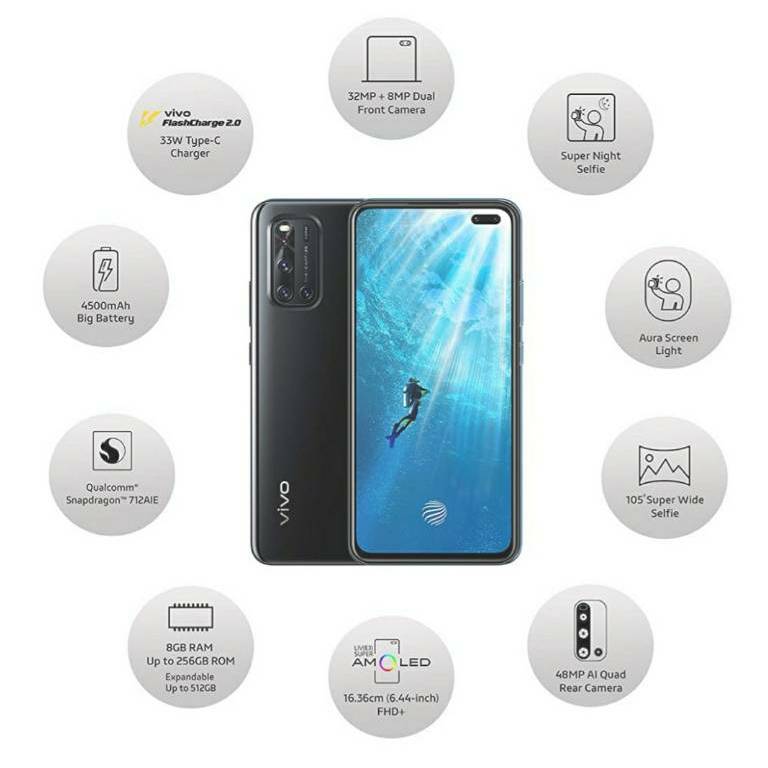 32MP + 8MP Dual
Front Camera
vivo
FlashCharge 2.0
33W Type-C
Charger
Super Night
Selfie
4500mAh
Big Battery
Aura Screen
Light
Qualcomm®
Snapdragon™ 712AIE
105°Super Wide
Selfie
vivo
8GB RAM
Up to 256GB ROM
Expandable
Up to 512GB
SUPER
AMOLED
16.36cm (6.44-inch)
FHD+
48MP AI Quad
Rear Camera